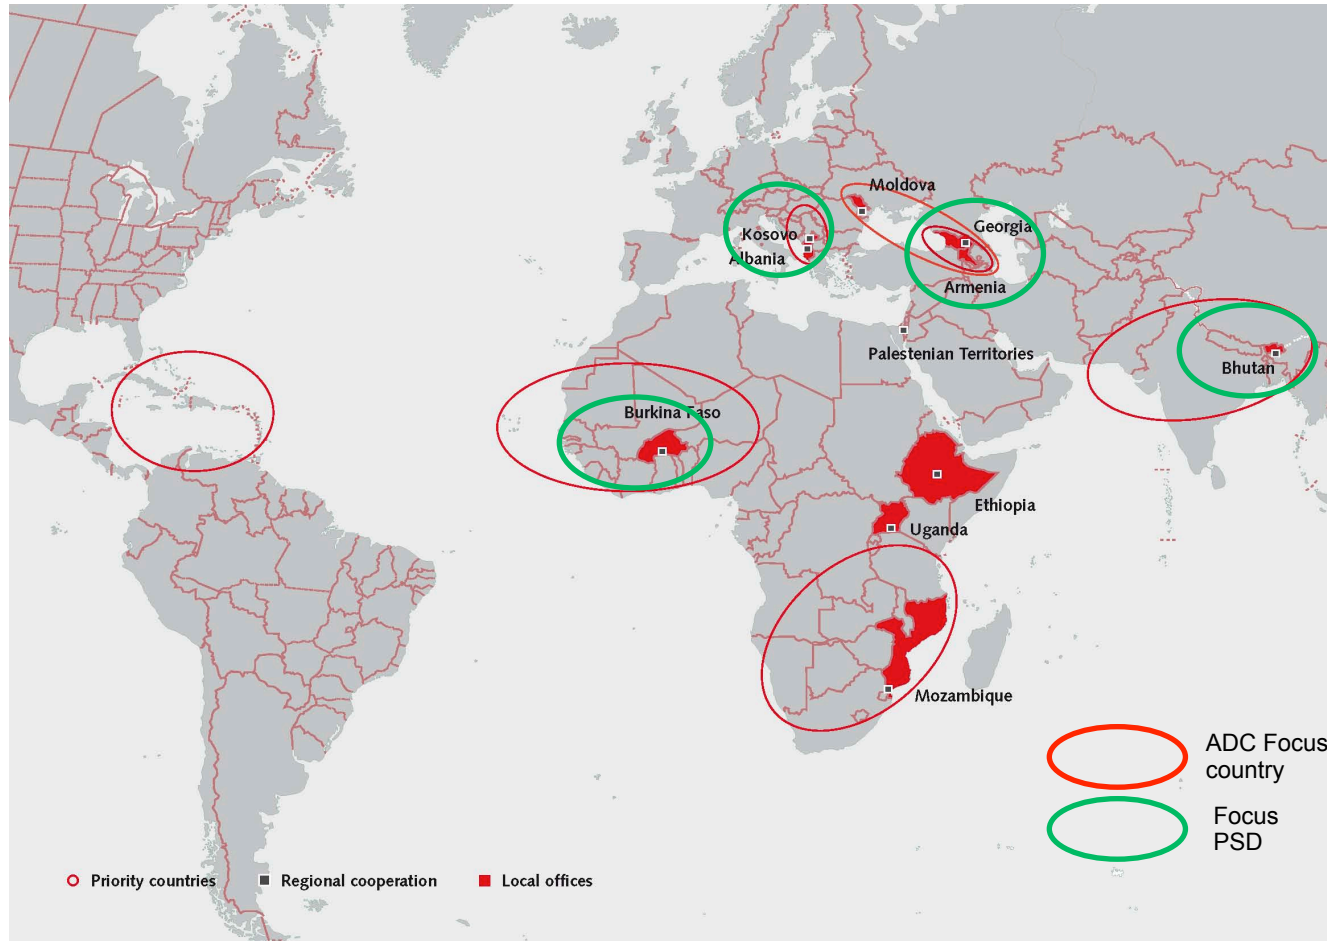 Moldova
Georgia
Kosovo
Albania
Armenia
Palestenian Territories
Bhutan
Burkina Faso
Ethiopia
Uganda
Mozambique
ADC Focus
country
Focus
PSD
Priority countries
Regional cooperation
Local offices